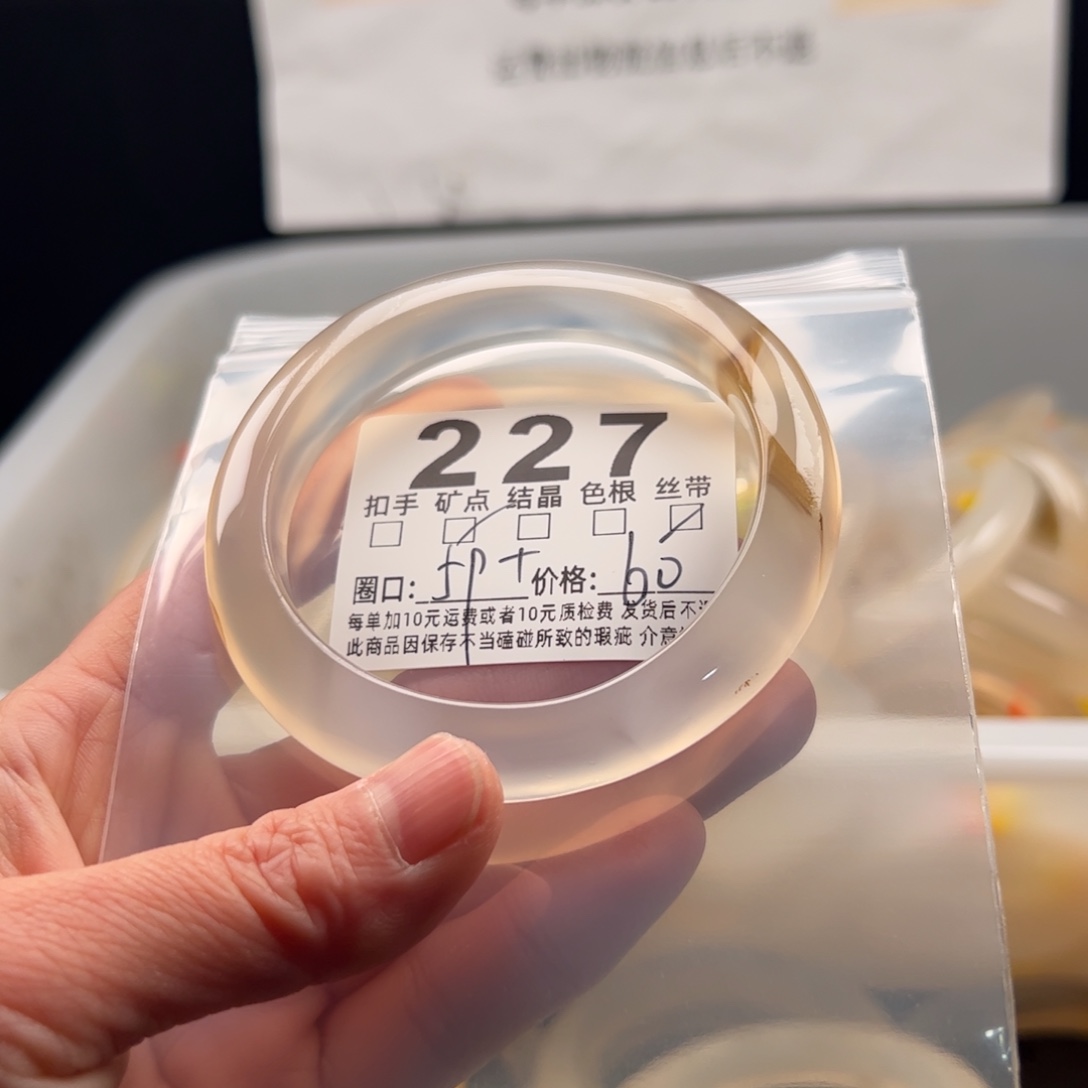 227
扣手 矿点 结晶 色根 丝带
圈口: 59+ 价格: 60
每单加10元运费或者10元质检费 发货后不
此商品因保存不当磕碰所致的瑕疵 介意